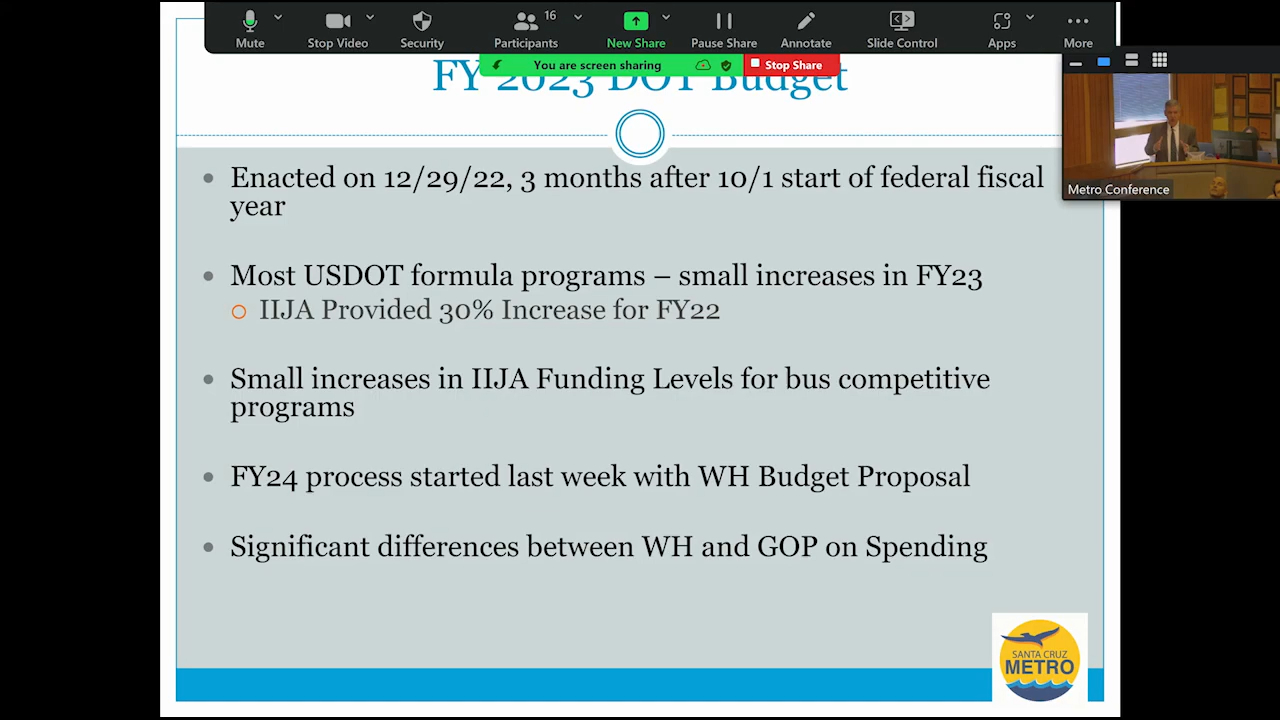 16
Mute
Stop Video
Security
Participants
New Share
Pause Share
Annotate
Slide Control
Apps
More
You are screen sharing
Stop Share
FY 2023 DOT Budget
Metro Conference
Enacted on 12/29/22, 3 months after 10/1 start of federal fiscal
year
Most USDOT formula programs – small increases in FY23
IIJA Provided 30% Increase for FY22
Small increases in IIJA Funding Levels for bus competitive
programs
FY24 process started last week with WH Budget Proposal
Significant differences between WH and GOP on Spending
SANTA CRUZ
METRO